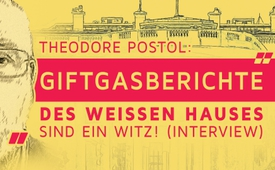 THEODORE POSTOL:
"GIFTGASBERICHTE
DES WEISSEN HAUSES
SIND EIN WITZ! (INTERVIEW)"